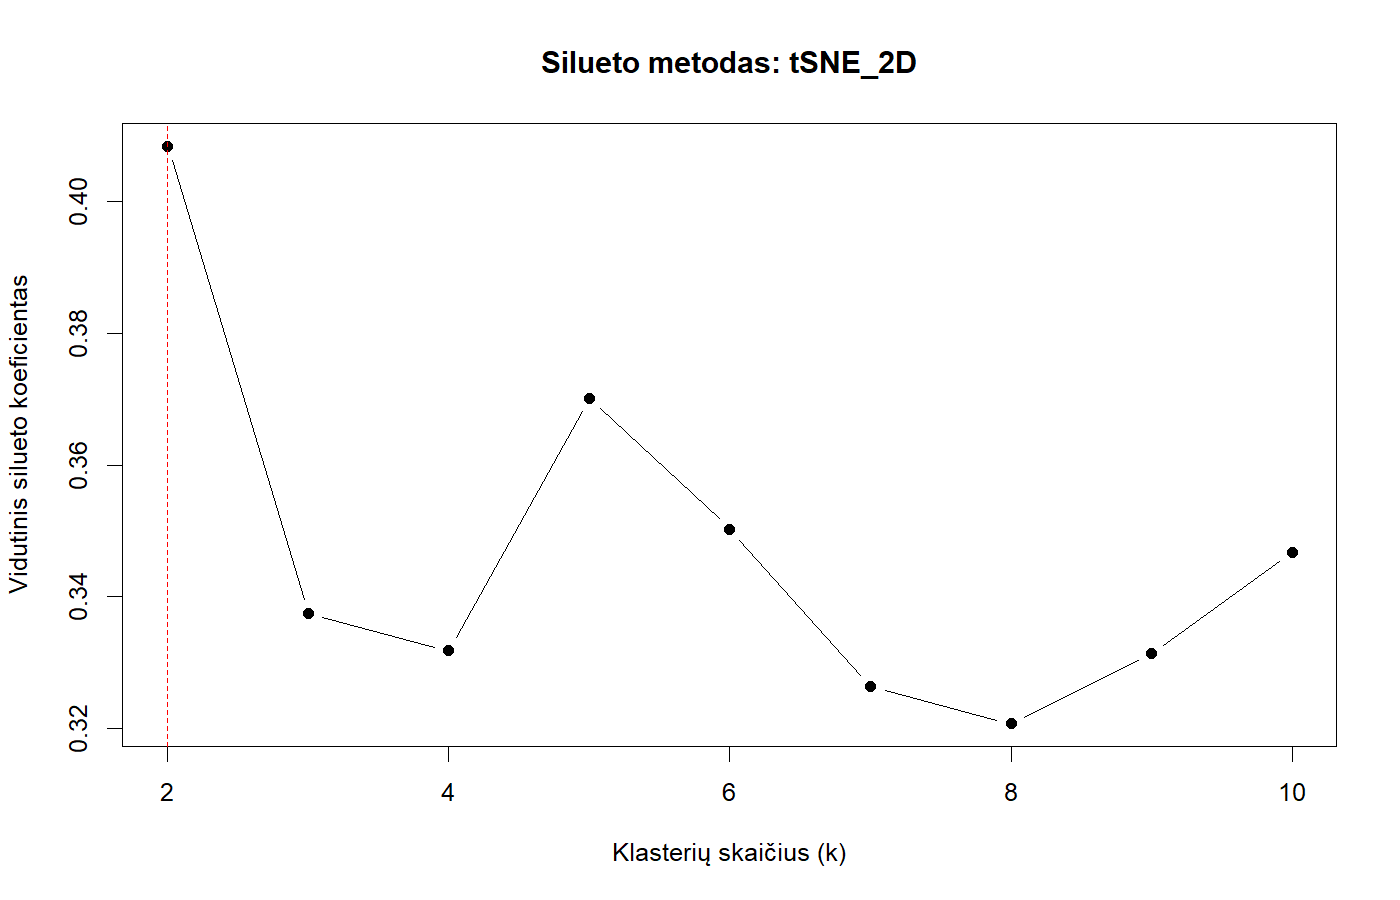 Silueto metodas: tSNE_2D
Vidutinis silueto koeficientas
0.40
0.38
0.36
0.34
0.32
2 4 6 8 10
Klasterių skaičius (k)